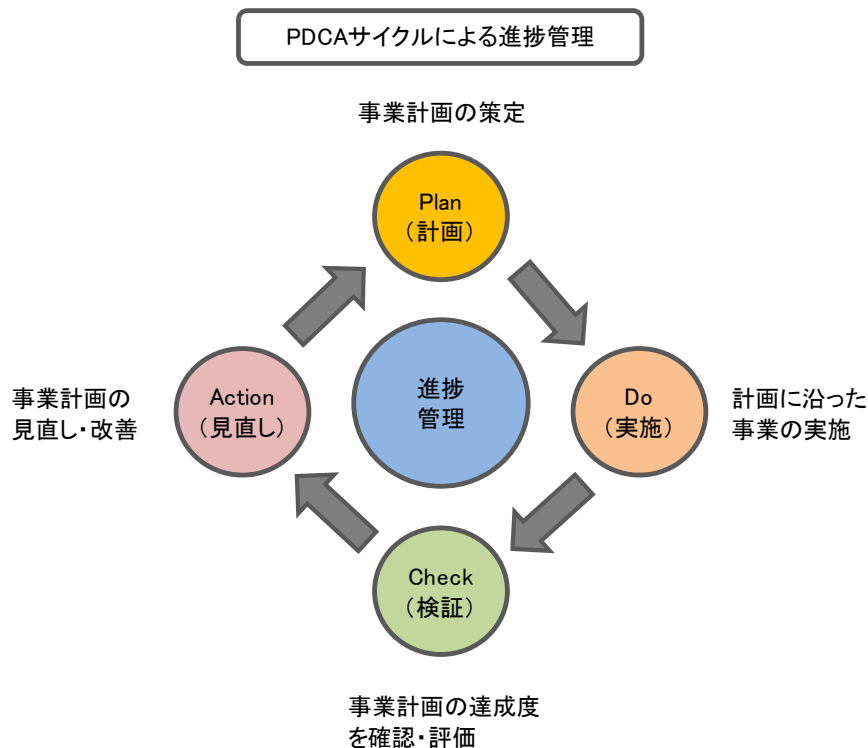 PDCAサイクルによる進捗管理
事業計画の策定
Plan
（計画）
事業計画の
見直し・改善
Action
（見直し）
進捗
管理
Do
（実施）
計画に沿った
事業の実施
Check
（検証）
事業計画の達成度
を確認・評価